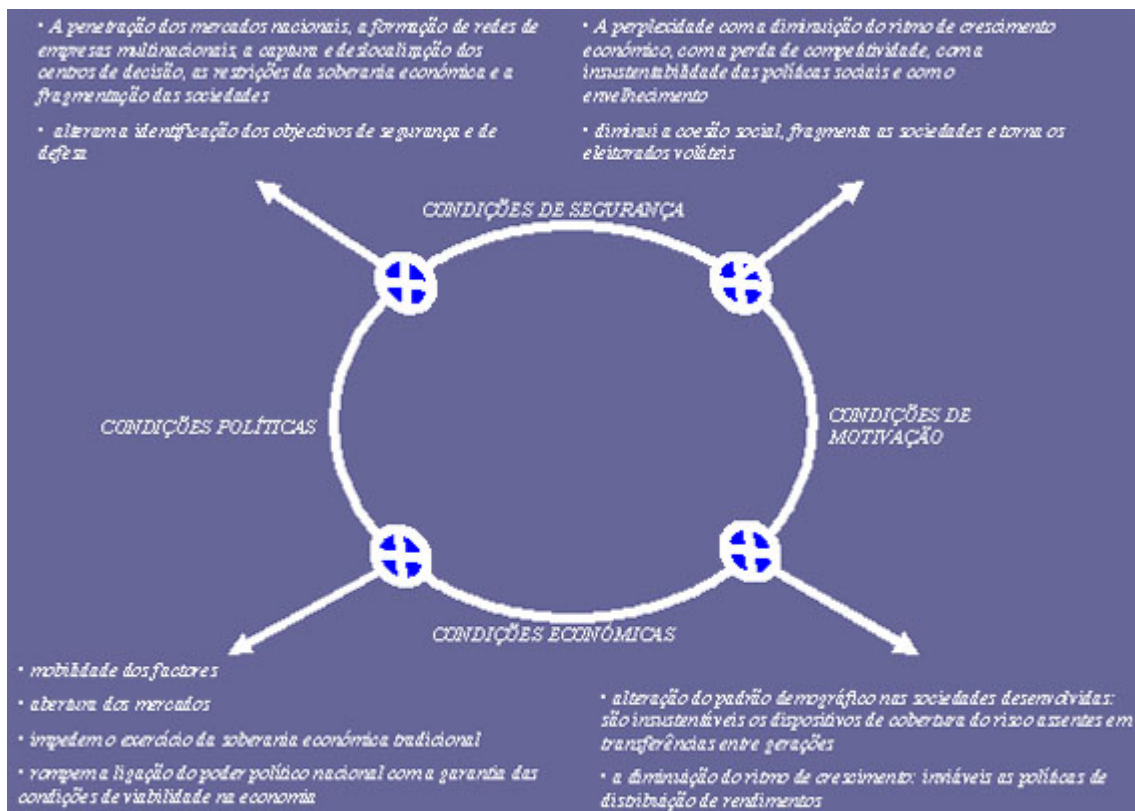 • A penetração dos mercados nacionais, a formação de redes de
empresas multinacionais, a captura e deslocalização dos
centros de decisão, as restrições da soberania económica e a
fragmentação das sociedades
• alteram a identificação dos objectivos de segurança e de
defesa
• A perplexidade com a diminuição do ritmo de crescimento
económico, com a perda de competitividade, com a
insustentabilidade das políticas sociais e com o
envelhecimento
• diminui a coesão social, fragmenta as sociedades e torna os
eleitorados voláteis
CONDIÇÕES DE SEGURANÇA
CONDIÇÕES POLÍTICAS
CONDIÇÕES DE
MOTIVAÇÃO
CONDIÇÕES ECONÓMICAS
• mobilidade dos factores
• abertura dos mercados
• impedem o exercício da soberania económica tradicional
• rompem a ligação do poder político nacional com a garantia das
condições de viabilidade na economia
• alteração do padrão demográfico nas sociedades desenvolvidas:
são insustentáveis os dispositivos de cobertura do risco assentes em
transferências entre gerações
• a diminuição do ritmo de crescimento: inviáveis as políticas de
distribuição de rendimentos